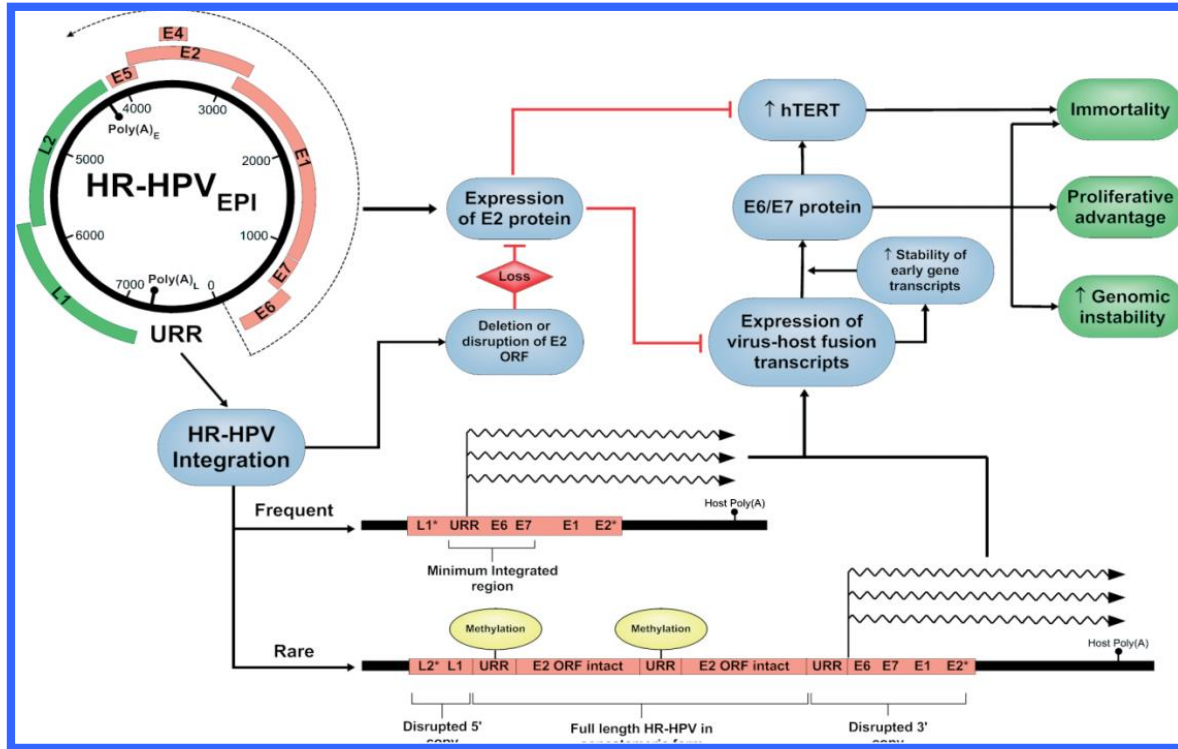 E4
E2
E5
4000
3000
Poly(A)E
L2
E1
5000
2000
HR-HPVEPI
6000
1000
Poly(A)L
E7
7000
0
L1
E6
URR
Expression
of E2 protein
Loss
Deletion or
disruption of E2
ORF
↑ hTERT
E6/E7 protein
↑ Stability of
early gene
transcripts
Expression of
virus-host fusion
transcripts
Immortality
Proliferative
advantage
↑ Genomic
instability
HR-HPV
Integration
Frequent
Host Poly(A)
L1* URR E6 E7 E1 E2*
Minimum Integrated
region
Methylation
Methylation
Host Poly(A)
Rare
L2* L1 URR E2 ORF intact URR E2 ORF intact URR E6 E7 E1 E2*
Disrupted 5'
Full length HR-HPV in
Disrupted 3'